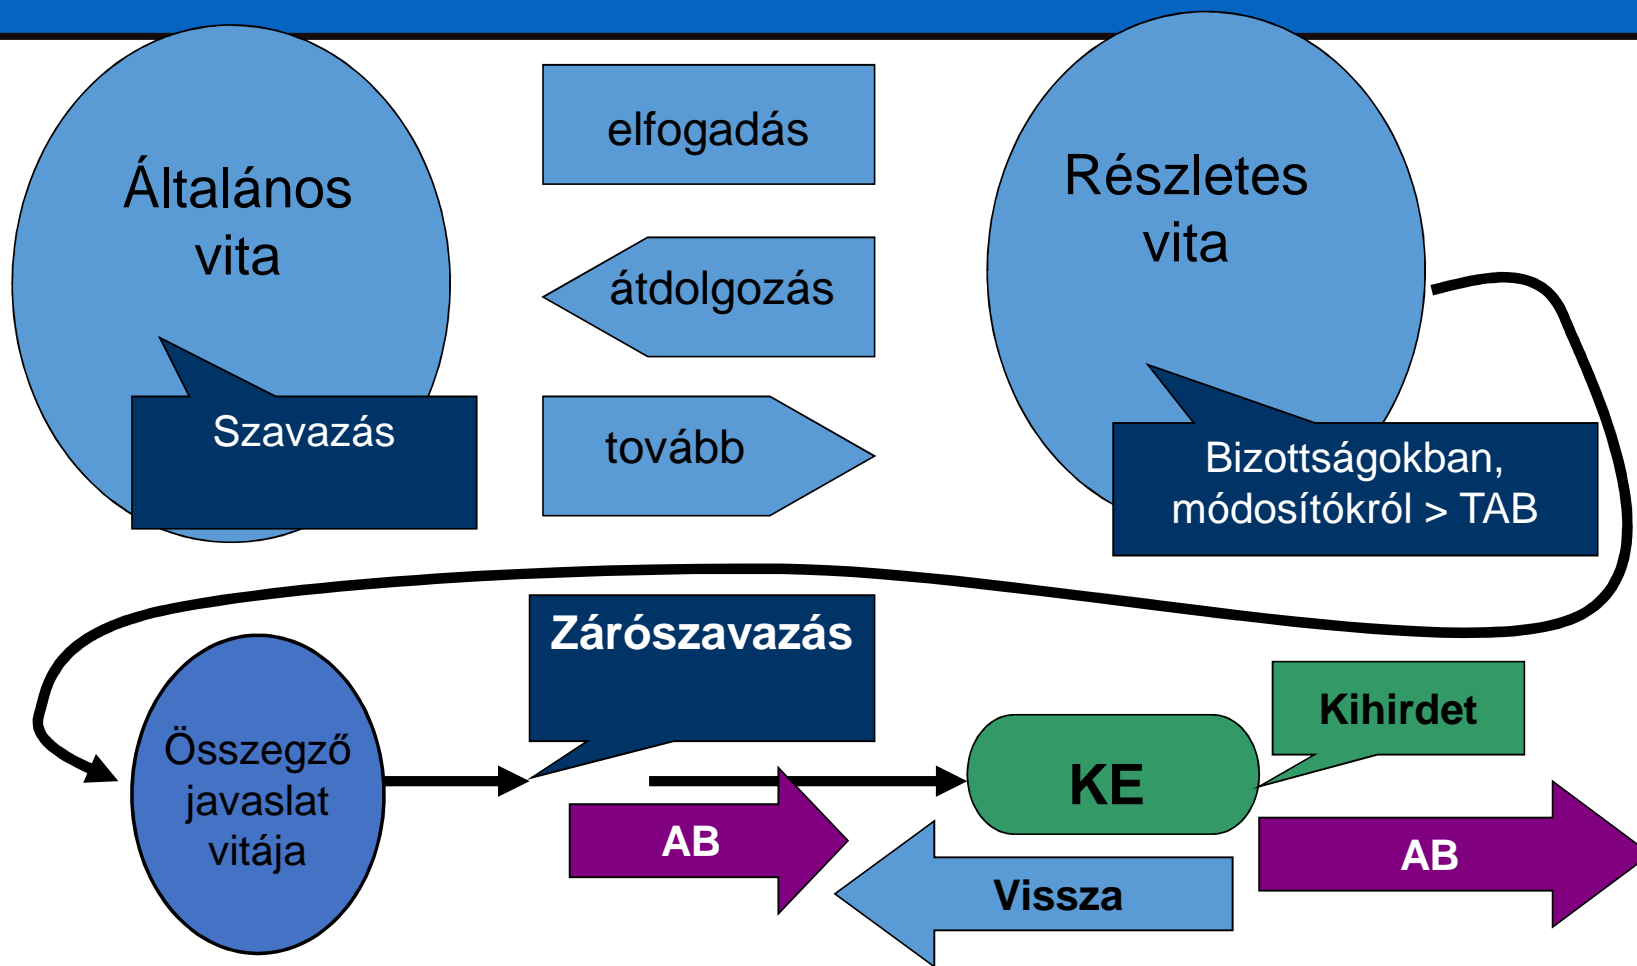 Általános
vita
Szavazás
elfogadás
átdolgozás
tovább
Részletes
vita
Bizottságokban,
módosítókról > TAB
Összegző
javaslat
vitája
Zárószavazás
AB
KE
Kihirdet
Vissza
AB